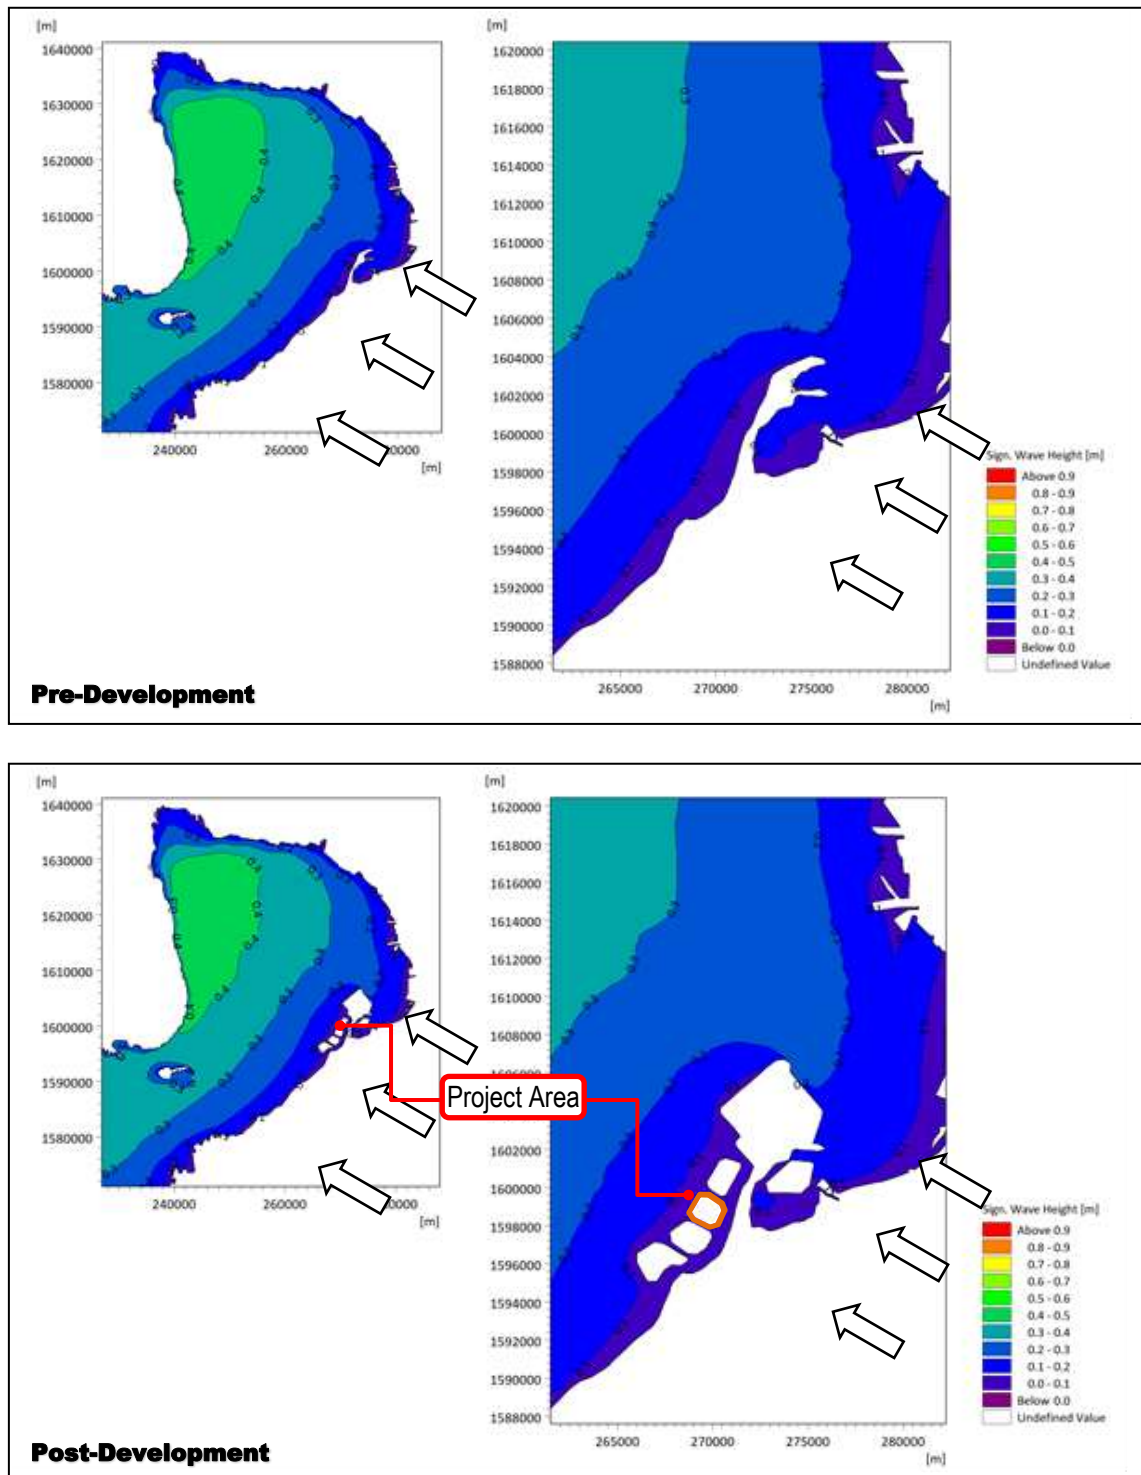 [m]
[m]
1640000
1630000
1620000
1610000
1600000
1590000
1580000
240000
260000
[m]
1620000
1618000
1616000
1614000
1612000
1610000
1608000
1606000
1604000
1602000
1600000
1598000
1596000
1594000
1592000
1590000
1588000
265000
270000
275000
280000
[m]
Sign. Wave Height [m]
Above 0.9
0.8 - 0.9
0.7 - 0.8
0.6 - 0.7
0.5 - 0.6
0.4 - 0.5
0.3 - 0.4
0.2 - 0.3
0.1 - 0.2
0.0 - 0.1
Below 0.0
Undefined Value
Pre-Development
[m]
[m]
1640000
1630000
1620000
1610000
1600000
1590000
1580000
240000
260000
[m]
Project Area
1620000
1618000
1616000
1614000
1612000
1610000
1608000
1602000
1600000
1598000
1596000
1594000
1592000
1590000
1588000
265000
270000
275000
280000
[m]
Sign. Wave Height [m]
Above 0.9
0.8 - 0.9
0.7 - 0.8
0.6 - 0.7
0.5 - 0.6
0.4 - 0.5
0.3 - 0.4
0.2 - 0.3
0.1 - 0.2
0.0 - 0.1
Below 0.0
Undefined Value
Post-Development